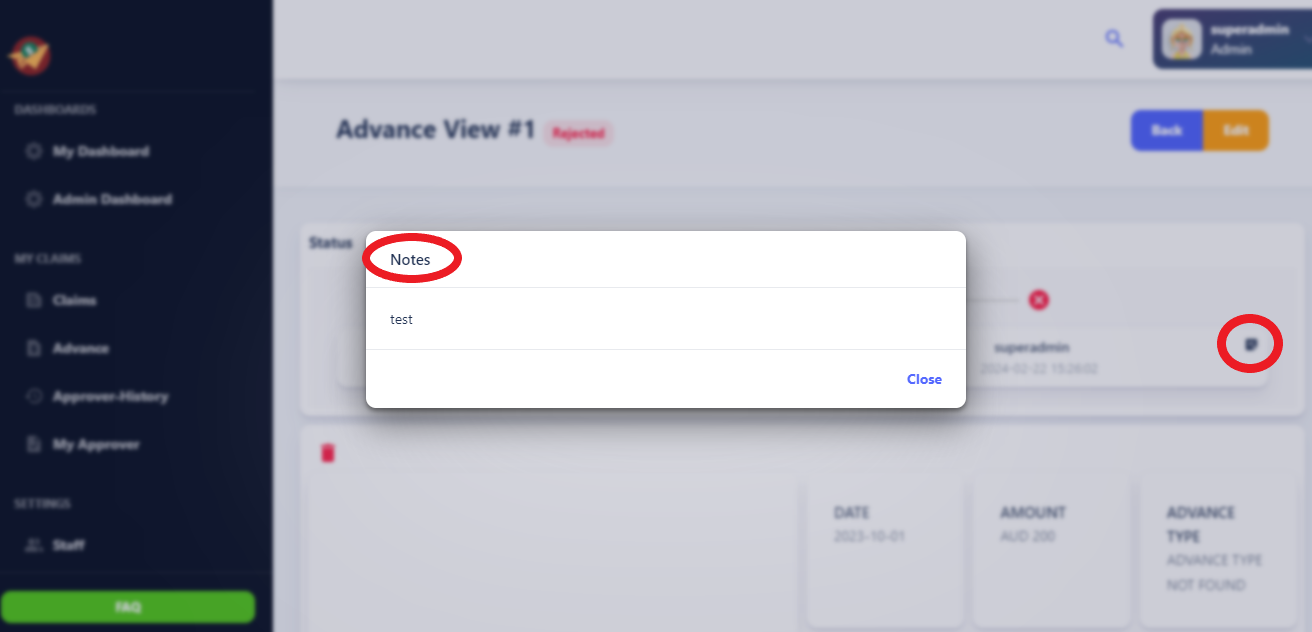 superadmin
Admin
DASHBOARDS
My Dashboard
Admin Dashboard
MY CLAIMS
Claims
Advance
Approver-History
My Approver
SETTINGS
Staff
FAQ
Advance View #1 Rejected
Back Edit
Status
Notes
test
Close
superadmin
2024-02-22 15:26:02
DATE
2023-10-01
AMOUNT
AUD 200
ADVANCE
TYPE
ADVANCE TYPE
NOT FOUND